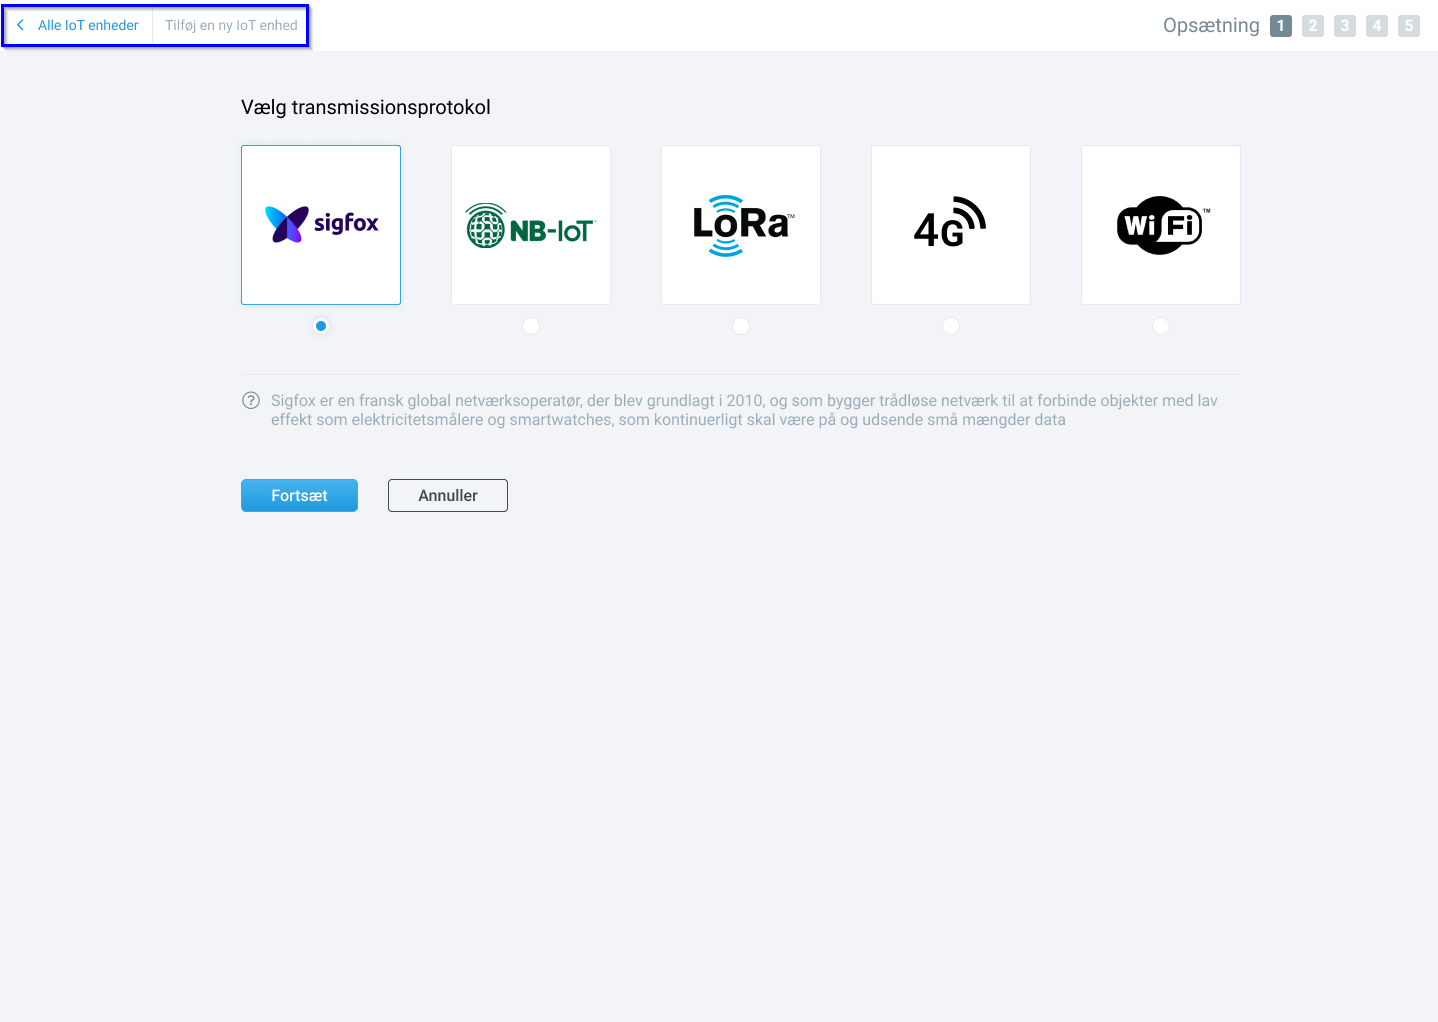 Alle IoT enheder Tilføj en ny IoT enhed
Opsætning 1 2 3 4 5
Vælg transmissionsprotokol
sigfox
NB-IoT
LoRa™
4G
WiFi™
Sigfox er en fransk global netværksoperatør, der blev grundlagt i 2010, og som bygger trådløse netværk til at forbinde objekter med lav
effekt som elektricitetsmålere og smartwatches, som kontinuerligt skal være på og udsende små mængder data
Fortsæt Annuller